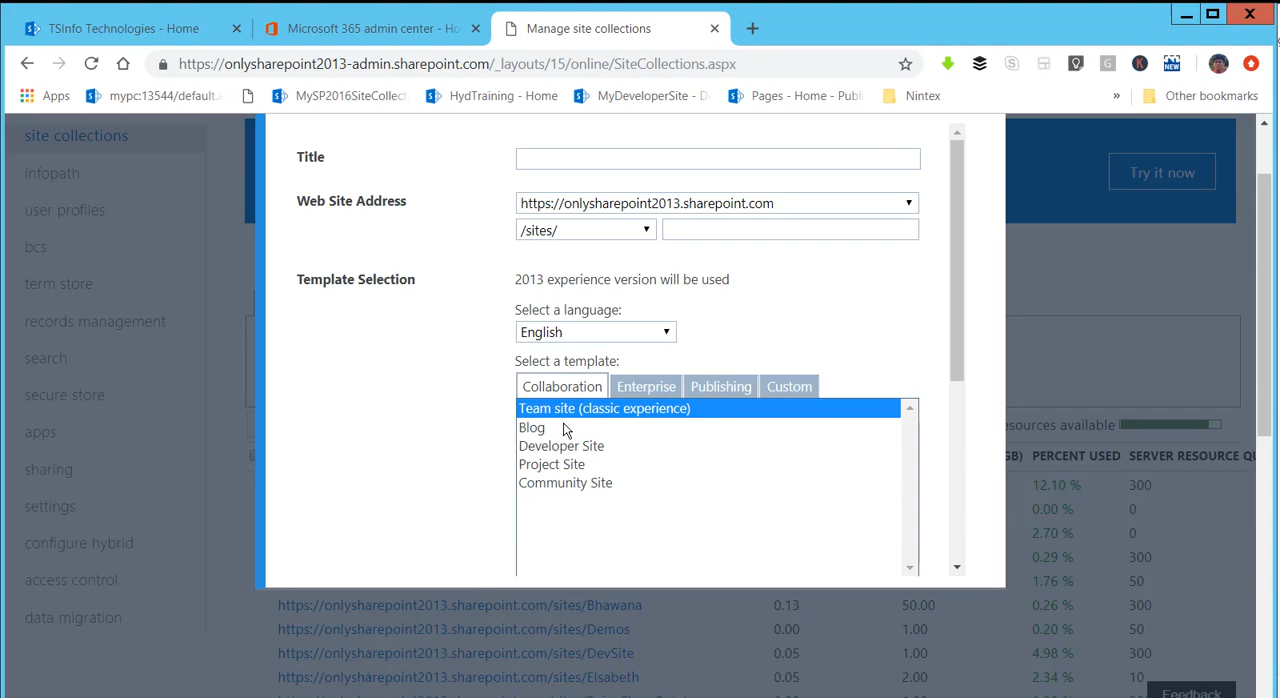 TSInfo Technologies - Home
Microsoft 365 admin center - Ho
Manage site collections
https://onlysharepoint2013-admin.sharepoint.com/_layouts/15/online/SiteCollections.aspx
Apps
mypc:13544/default.a
MySP2016SiteCollect
HydTraining - Home
MyDeveloperSite - D
Pages - Home - Publi
Nintex
»
Other bookmarks
site collections
infopath
user profiles
bcs
term store
records management
search
secure store
apps
sharing
settings
configure hybrid
access control
data migration
Try it now
Title
Web Site Address
https://onlysharepoint2013.sharepoint.com
/sites/
Template Selection
2013 experience version will be used
Select a language:
English
Select a template:
Collaboration Enterprise Publishing Custom
Team site (classic experience)
Blog
Developer Site
Project Site
Community Site
esources available
GB) PERCENT USED SERVER RESOURCE QU
12.10 % 300
0.00 % 0
2.70 % 0
0.29 % 300
1.76 % 50
https://onlysharepoint2013.sharepoint.com/sites/Bhawana 0.13 50.00 0.26 % 300
https://onlysharepoint2013.sharepoint.com/sites/Demos 0.00 1.00 0.20 % 50
https://onlysharepoint2013.sharepoint.com/sites/DevSite 0.05 1.00 4.98 % 300
https://onlysharepoint2013.sharepoint.com/sites/Elsabeth 0.05 2.00 2.34 % 10
Feedback